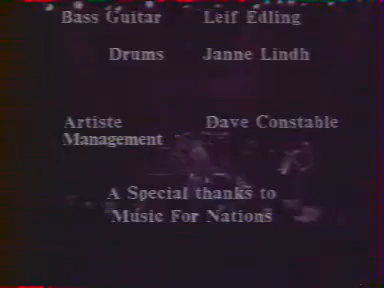 Bass Guitar Leif Edling
Drums Janne Lindh
Artiste Dave Constable
Management
A Special thanks to
Music For Nations